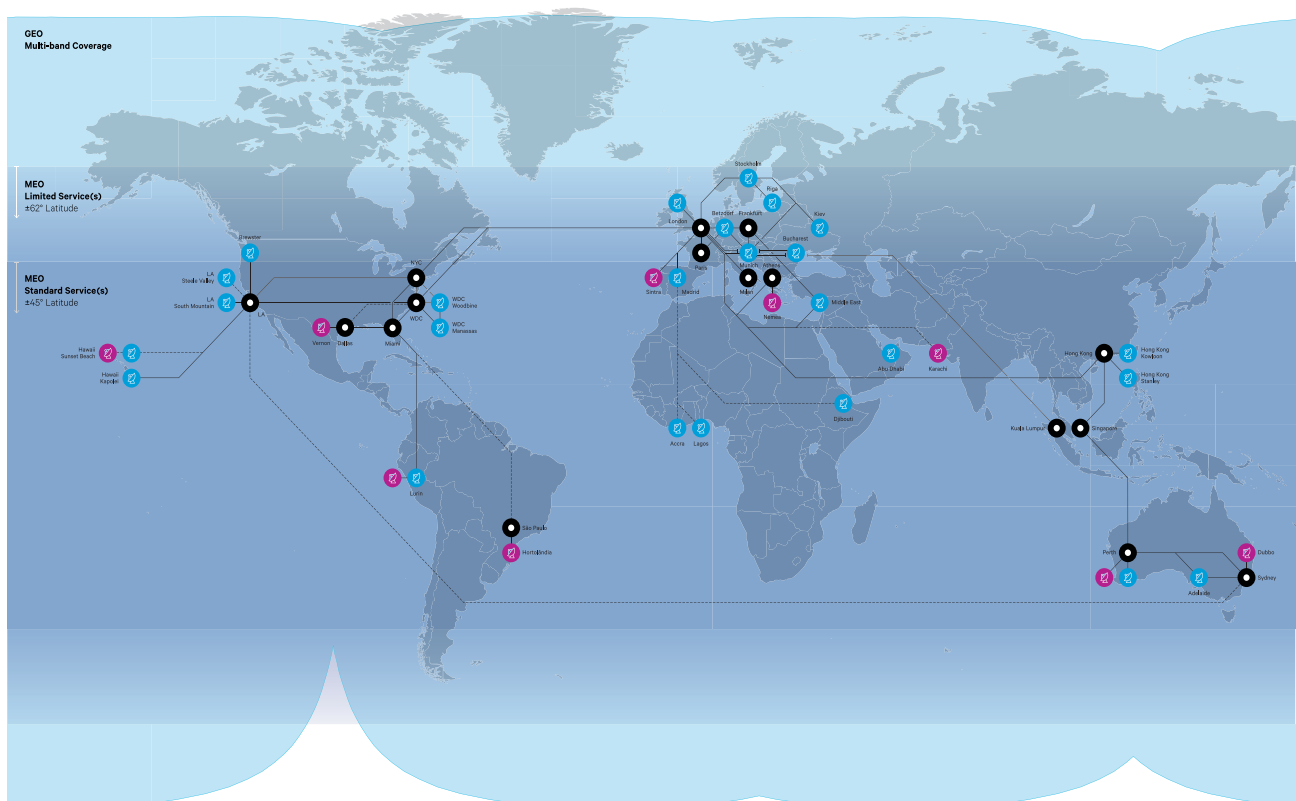 GEO
Multi-band Coverage
MEO
Limited Service(s)
±62° Latitude
MEO
Standard Service(s)
±45° Latitude
Stockholm
Riga
London
Betzdorf
Frankfurt
Kiev
Bucharest
Paris
Munich
Athens
Sintra
Madrid
Milan
Nemea
Middle East
Brewster
LA
Steele Valley
LA
South Mountain
LA
NYC
WDC
WDC
Woodbine
WDC
Manassas
Vernon
Dallas
Miami
Hawaii
Sunset Beach
Hawaii
Kapolei
Abu Dhabi
Karachi
Hong Kong
Hong Kong
Kowloon
Hong Kong
Stanley
Djibouti
Accra
Lagos
Kuala Lumpur
Singapore
Lurin
São Paulo
Hortolândia
Perth
Dubbo
Adelaide
Sydney